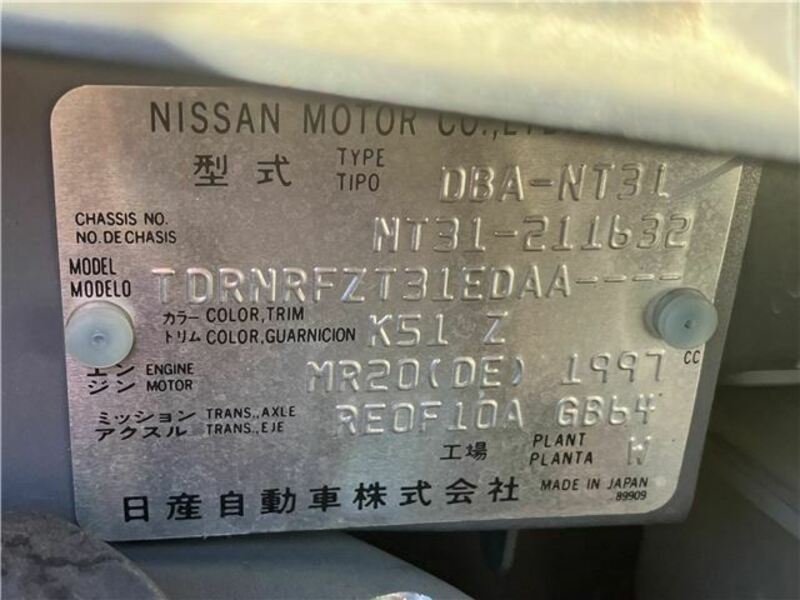 NISSAN MOTOR CO.,LTD.
型式 TYPE TIPO DBA-NT31
CHASSIS NO. NO.DE CHASIS NT31-211632
MODEL MODELO TDRNRFZT31EDAA----
カラー COLOR,TRIM
トリム COLOR,GUARNICION K51 Z
エンジン ENGINE MOTOR MR20(DE) 1997 CC
ミッション TRANS.,AXLE
アクスル TRANS.,EJE RE0F10A GB64
工場 PLANT PLANTA W
日産自動車株式会社 MADE IN JAPAN
89909